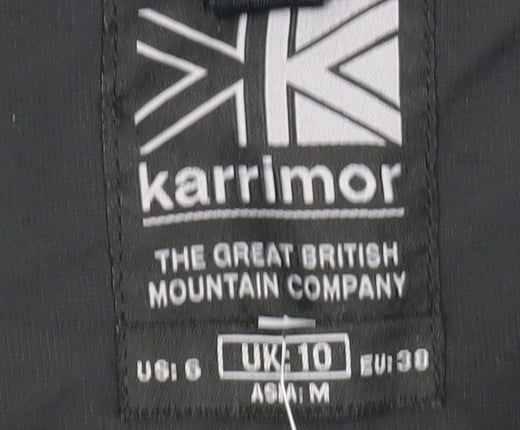 karrimor
THE GREAT BRITISH
MOUNTAIN COMPANY
US: 6 UK: 10 EU: 38
ASIA: M